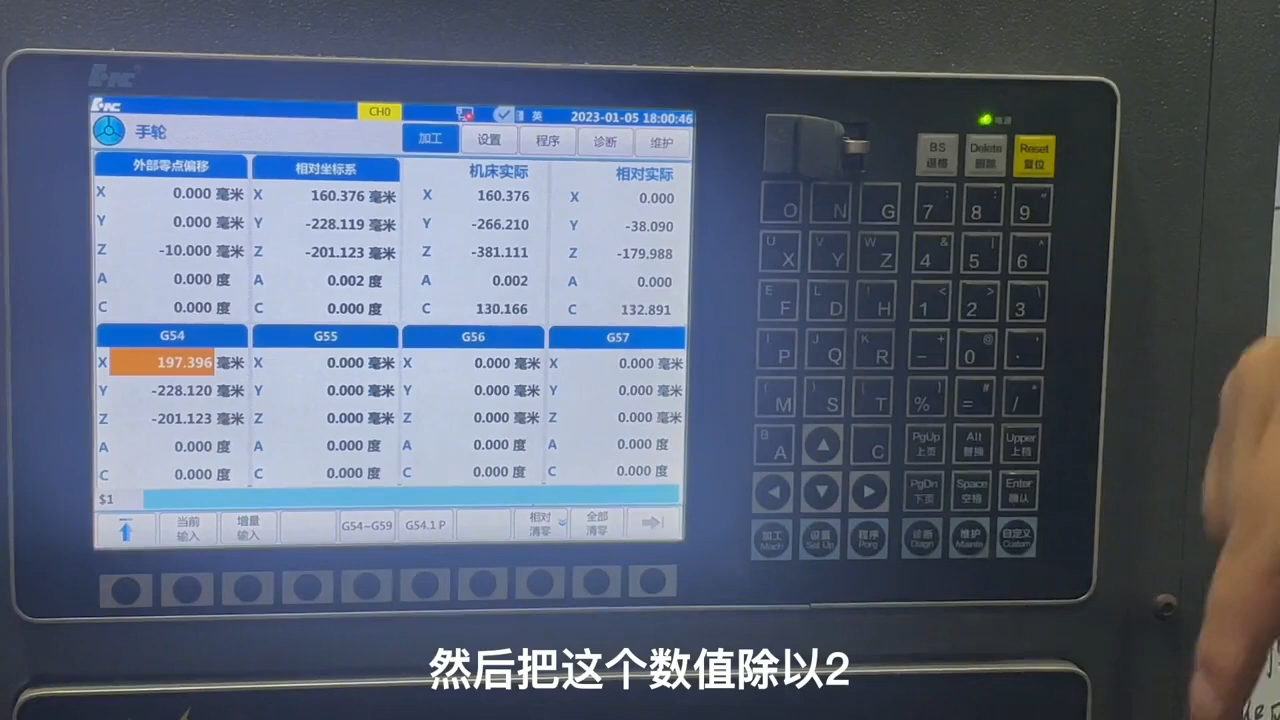 HNC
HNC CH0 英 2023-01-05 18:00:46
手轮 加工 设置 程序 诊断 维护
外部零点偏移 相对坐标系 机床实际 相对实际
X 0.000 毫米 X 160.376 毫米 X 160.376 X 0.000
Y 0.000 毫米 Y -228.119 毫米 Y -266.210 Y -38.090
Z -10.000 毫米 Z -201.123 毫米 Z -381.111 Z -179.988
A 0.000 度 A 0.002 度 A 0.002 A 0.000
C 0.000 度 C 0.000 度 C 130.166 C 132.891
G54 G55 G56 G57
X 197.396 毫米 X 0.000 毫米 X 0.000 毫米 X 0.000 毫米
Y -228.120 毫米 Y 0.000 毫米 Y 0.000 毫米 Y 0.000 毫米
Z -201.123 毫米 Z 0.000 毫米 Z 0.000 毫米 Z 0.000 毫米
A 0.000 度 A 0.000 度 A 0.000 度 A 0.000 度
C 0.000 度 C 0.000 度 C 0.000 度 C 0.000 度
$1
当前 增量 G54-G59 G54.1 P 相对 全部
输入 输入 清零 清零
电源
BS Delete Reset
退格 删除 复位
O N G 7 : 8 ; 9 "
U X V Y W Z 4 & 5 | 6 ^
E F L D ! H 1 < 2 > 3 \
I P J Q K R - + 0 @ . '
( M ) S [ T % ] = # / *
B A C PgUp Alt Upper
上页 替换 上档
PgDn Space Enter
下页 空格 确认
加工 设置 程序 诊断 维护 自定义
Mach Set Up Porg Diagn Mainte Custom
然后把这个数值除以2